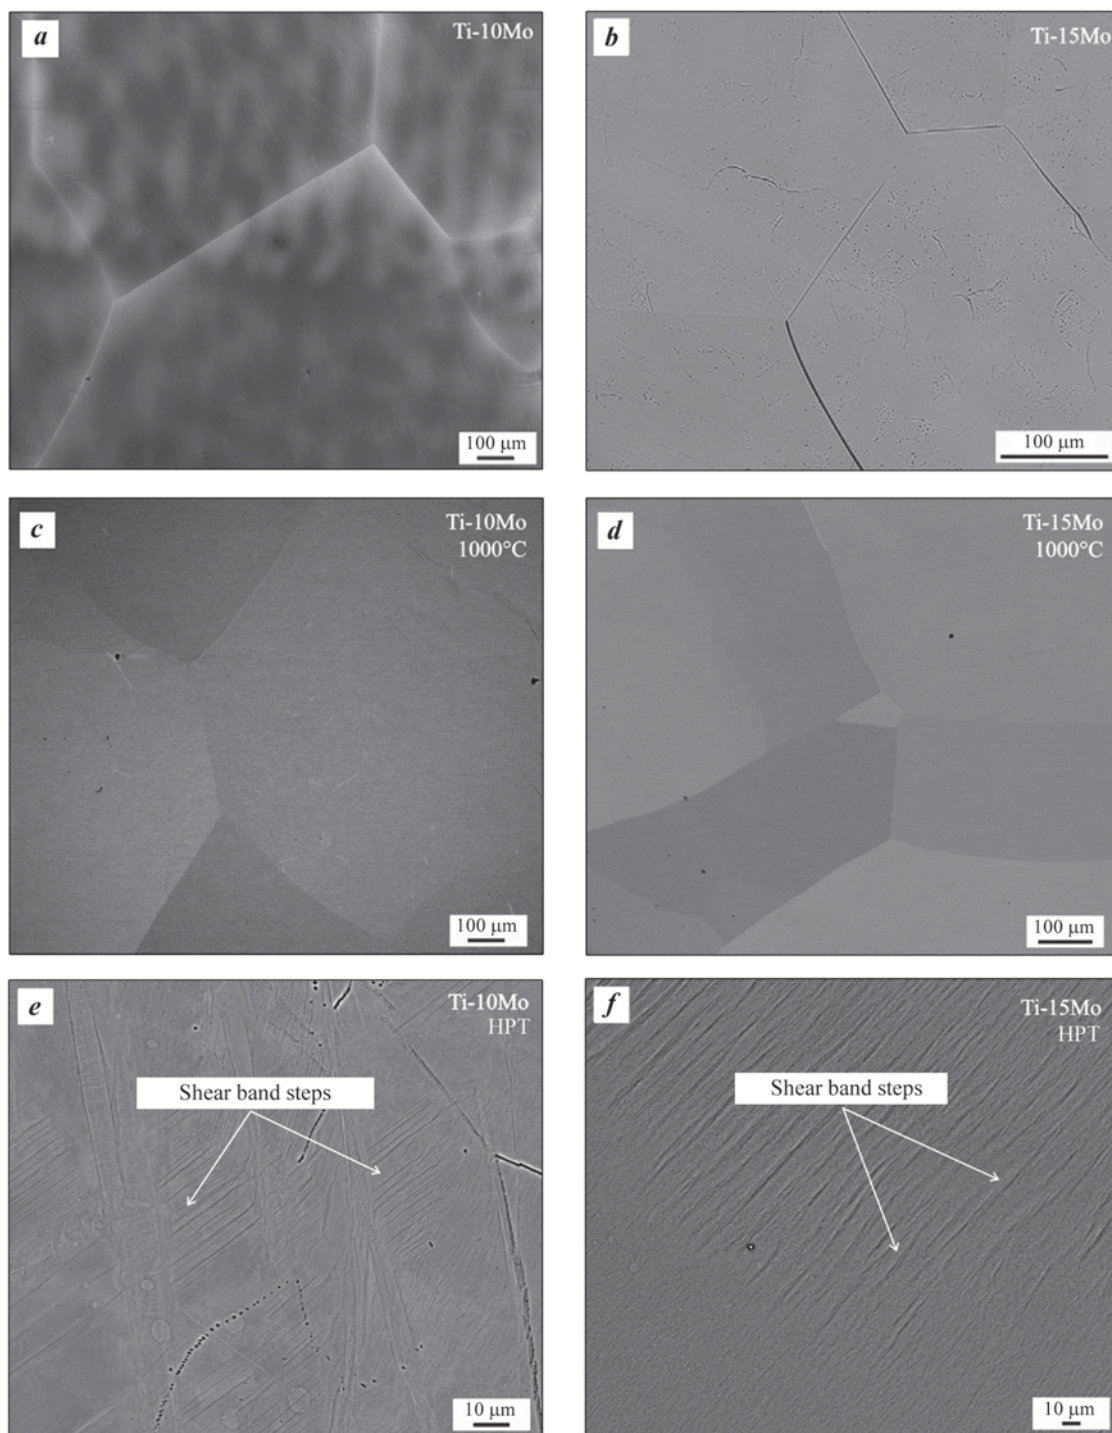 a
Ti-10Mo
100 μm
b
Ti-15Mo
100 μm
c
Ti-10Mo
1000°C
100 μm
d
Ti-15Mo
1000°C
100 μm
e
Ti-10Mo
HPT
Shear band steps
10 μm
f
Ti-15Mo
HPT
Shear band steps
10 μm